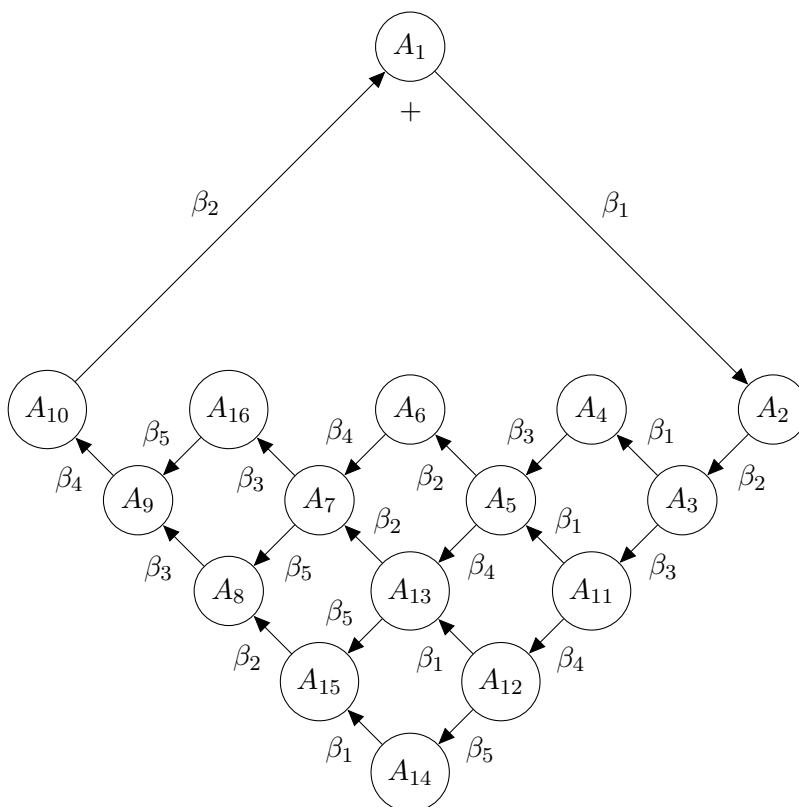 A₁
+
β₂ β₁
A₁₀ A₁₆ A₆ A₄ A₂
β₅ β₄ β₃ β₁
β₄ β₃ β₂ β₂
A₉ A₇ A₅ A₃
β₂ β₁
β₃ β₅ β₄ β₃
A₈ A₁₃ A₁₁
β₅
β₂ β₁ β₄
A₁₅ A₁₂
β₁ β₅
A₁₄